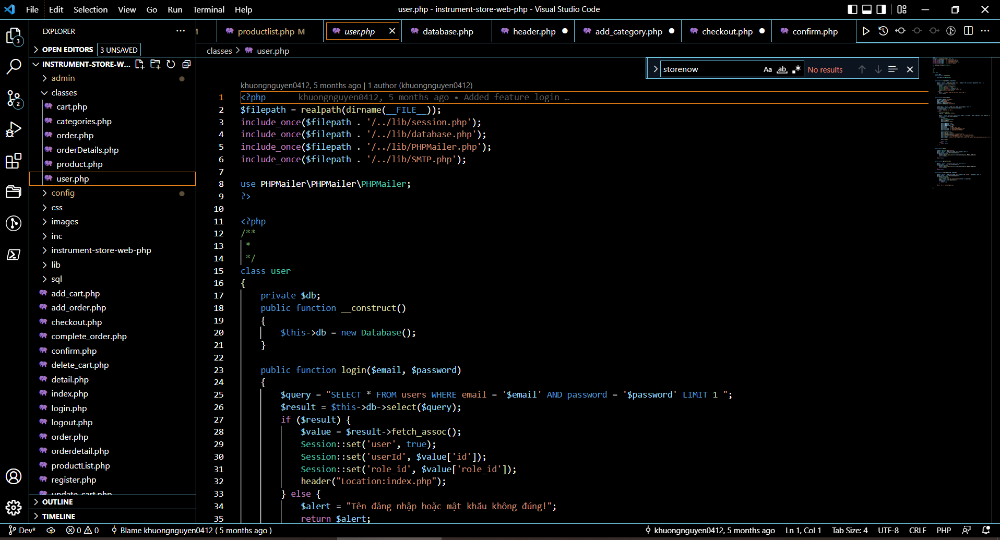 File Edit Selection View Go Run Terminal Help
user.php - instrument-store-web-php - Visual Studio Code
EXPLORER
productlist.php M
user.php
database.php
header.php
add_category.php
checkout.php
confirm.php
OPEN EDITORS 3 UNSAVED
classes > user.php
INSTRUMENT-STORE-W...
storenow
Aa ab No results
admin
classes
cart.php
categories.php
order.php
orderDetails.php
product.php
user.php
config
css
images
inc
instrument-store-web-php
lib
sql
add_cart.php
add_order.php
checkout.php
complete_order.php
confirm.php
delete_cart.php
detail.php
index.php
login.php
logout.php
order.php
orderdetail.php
productList.php
register.php
update_cart.php
OUTLINE
TIMELINE
3
2
khuongnguyen0412, 5 months ago | 1 author (khuongnguyen0412)
1 <?php khuongnguyen0412, 5 months ago • Added feature login …
2 $filepath = realpath(dirname(__FILE__));
3 include_once($filepath . '/../lib/session.php');
4 include_once($filepath . '/../lib/database.php');
5 include_once($filepath . '/../lib/PHPMailer.php');
6 include_once($filepath . '/../lib/SMTP.php');
7
8 use PHPMailer\PHPMailer\PHPMailer;
9 ?>
10
11 <?php
12 /**
13 *
14 */
15 class user
16 {
17 private $db;
18 public function __construct()
19 {
20 $this->db = new Database();
21 }
22
23 public function login($email, $password)
24 {
25 $query = "SELECT * FROM users WHERE email = '$email' AND password = '$password' LIMIT 1 ";
26 $result = $this->db->select($query);
27 if ($result) {
28 $value = $result->fetch_assoc();
29 Session::set('user', true);
30 Session::set('userId', $value['id']);
31 Session::set('role_id', $value['role_id']);
32 header("Location:index.php");
33 } else {
34 $alert = "Tên đăng nhập hoặc mật khẩu không đúng!";
35 return $alert;
Dev* 0 0 Blame khuongnguyen0412 ( 5 months ago )
khuongnguyen0412, 5 months ago Ln 1, Col 1 Tab Size: 4 UTF-8 CRLF PHP